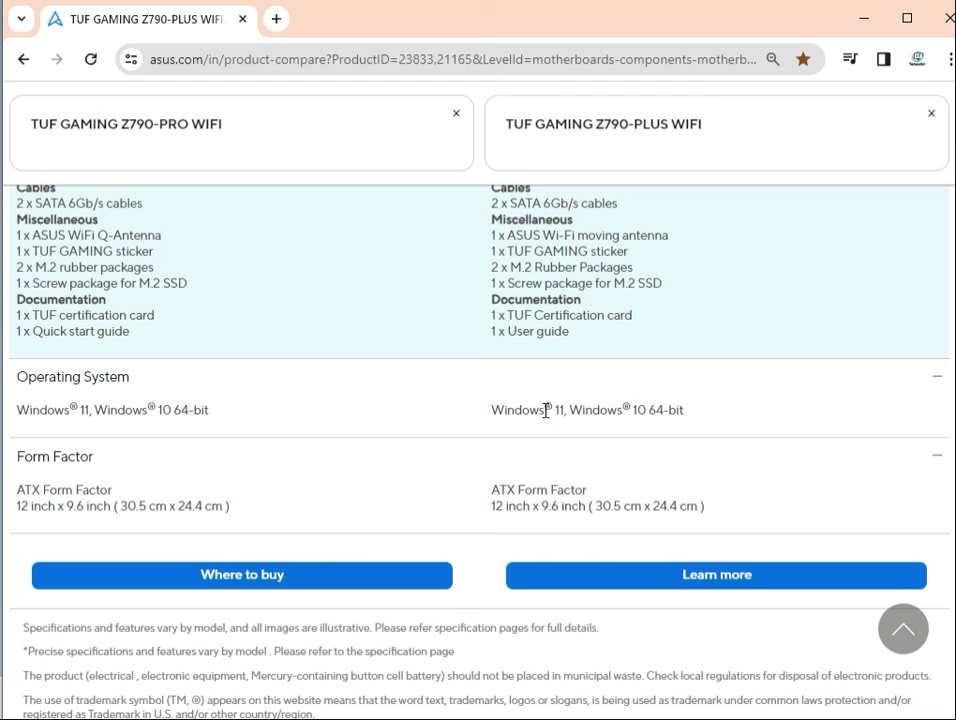 TUF GAMING Z790-PLUS WIFI
asus.com/in/product-compare?ProductID=23833,21165&LevelId=motherboards-components-motherb...
TUF GAMING Z790-PRO WIFI
TUF GAMING Z790-PLUS WIFI
Cables
Cables
2 x SATA 6Gb/s cables
2 x SATA 6Gb/s cables
Miscellaneous
Miscellaneous
1 x ASUS WiFi Q-Antenna
1 x ASUS Wi-Fi moving antenna
1 x TUF GAMING sticker
1 x TUF GAMING sticker
2 x M.2 rubber packages
2 x M.2 Rubber Packages
1 x Screw package for M.2 SSD
1 x Screw package for M.2 SSD
Documentation
Documentation
1 x TUF certification card
1 x TUF Certification card
1 x Quick start guide
1 x User guide
Operating System
Windows® 11, Windows® 10 64-bit
Windows® 11, Windows® 10 64-bit
Form Factor
ATX Form Factor
ATX Form Factor
12 inch x 9.6 inch ( 30.5 cm x 24.4 cm )
12 inch x 9.6 inch ( 30.5 cm x 24.4 cm )
Where to buy
Learn more
Specifications and features vary by model, and all images are illustrative. Please refer specification pages for full details.
*Precise specifications and features vary by model . Please refer to the specification page
The product (electrical , electronic equipment, Mercury-containing button cell battery) should not be placed in municipal waste. Check local regulations for disposal of electronic products.
The use of trademark symbol (TM, ®) appears on this website means that the word text, trademarks, logos or slogans, is being used as trademark under common laws protection and/or
registered as Trademark in U.S. and/or other country/region.